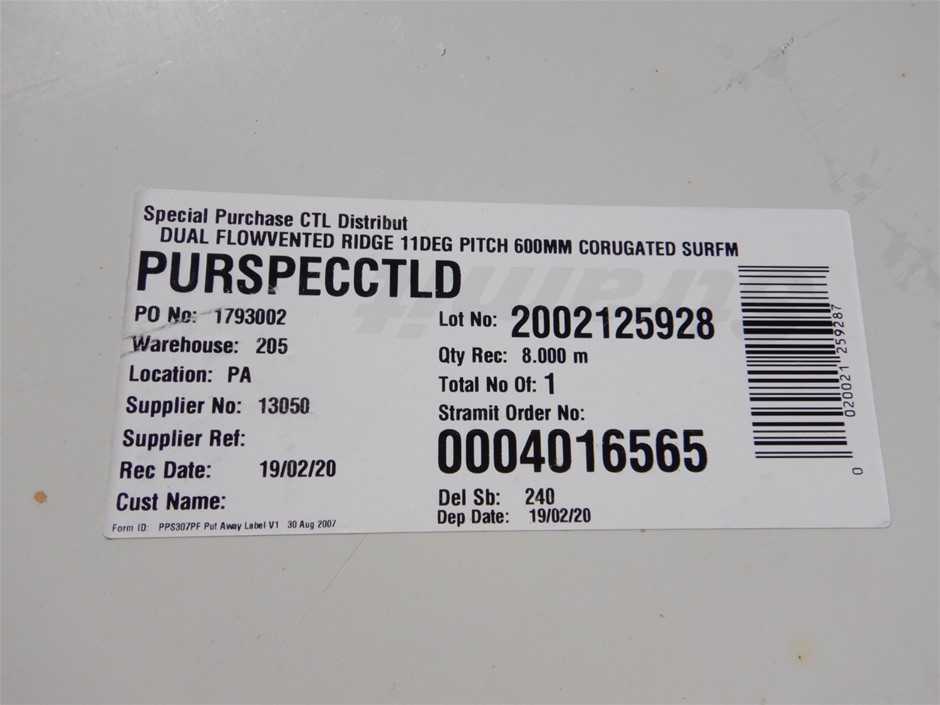 Special Purchase CTL Distribut
DUAL FLOWVENTED RIDGE 11DEG PITCH 600MM CORUGATED SURFM
PURSPECCTLD
PO No: 1793002
Warehouse: 205
Location: PA
Supplier No: 13050
Supplier Ref:
Rec Date: 19/02/20
Cust Name:
Form ID: PPS307PF Put Away Label V1 30 Aug 2007
Lot No: 2002125928
Qty Rec: 8.000 m
Total No Of: 1
Stramit Order No:
0004016565
Del Sb: 240
Dep Date: 19/02/20
0 020021 259287
stramit